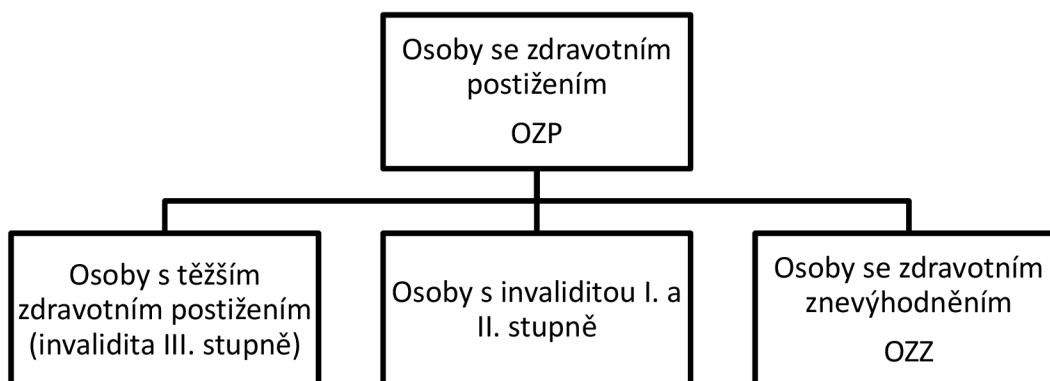 Osoby se zdravotním
postižením
OZP
Osoby s těžším
zdravotním postižením
(invalidita III. stupně)
Osoby s invaliditou I. a
II. stupně
Osoby se zdravotním
znevýhodněním
OZZ